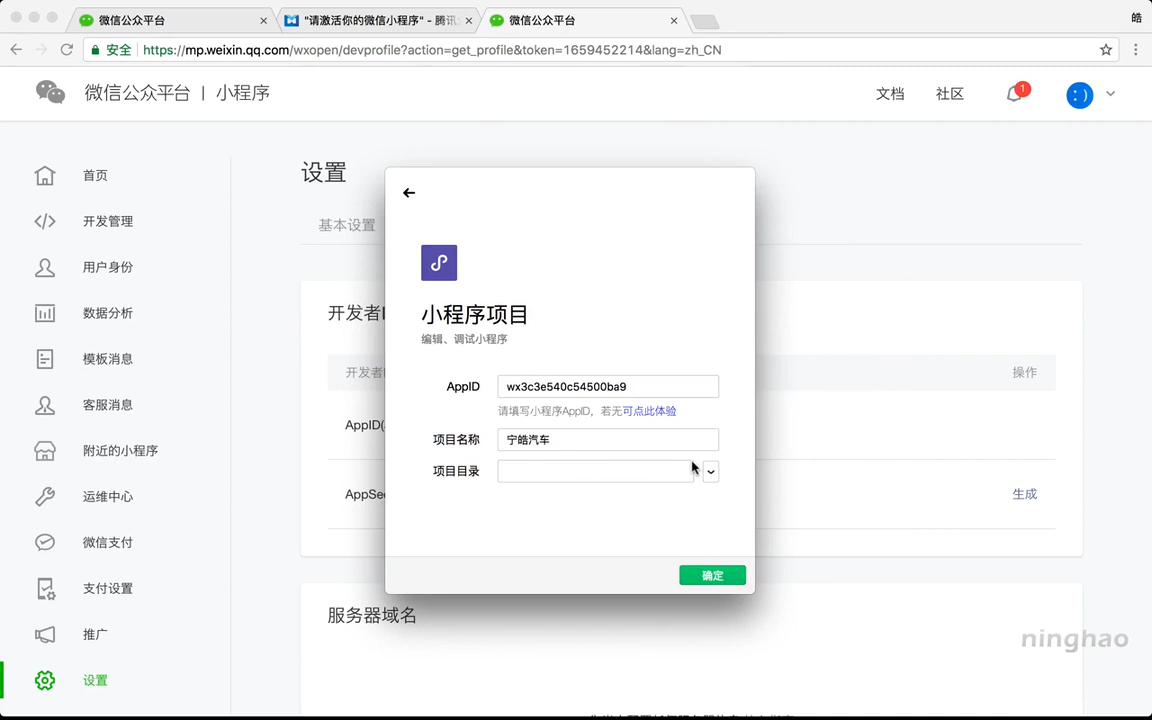 微信公众平台
"请激活你的微信小程序" - 腾讯
微信公众平台
皓
安全
https://mp.weixin.qq.com/wxopen/devprofile?action=get_profile&token=1659452214&lang=zh_CN
微信公众平台 | 小程序
文档
社区
1
:)
首页
开发管理
用户身份
数据分析
模板消息
客服消息
附近的小程序
运维中心
微信支付
支付设置
推广
设置
设置
基本设置
开发者
开发者
操作
AppID(
AppSe
生成
服务器域名
小程序项目
编辑、调试小程序
AppID
wx3c3e540c54500ba9
请填写小程序AppID，若无可点此体验
项目名称
宁皓汽车
项目目录
确定
ninghao